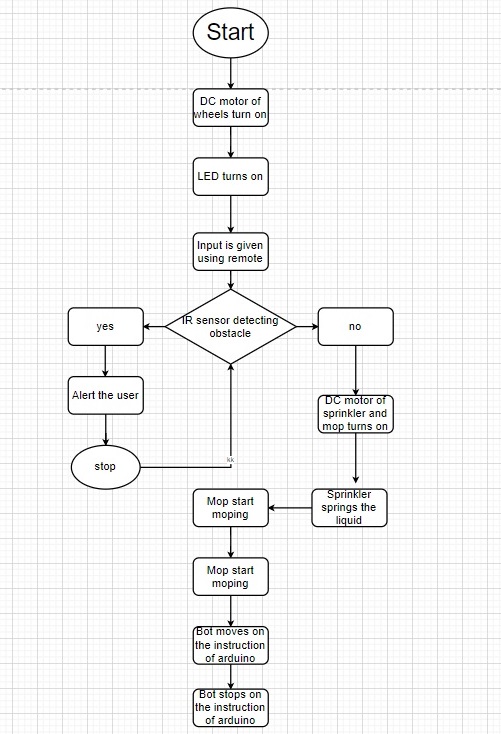 Start
DC motor of
wheels turn on
LED turns on
Input is given
using remote
IR sensor detecting
obstacle
yes
no
Alert the user
DC motor of
sprinkler and
mop turns on
stop
kk
Sprinkler
springs the
liquid
Mop start
moping
Mop start
moping
Bot moves on
the instruction
of arduino
Bot stops on
the instruction
of arduino